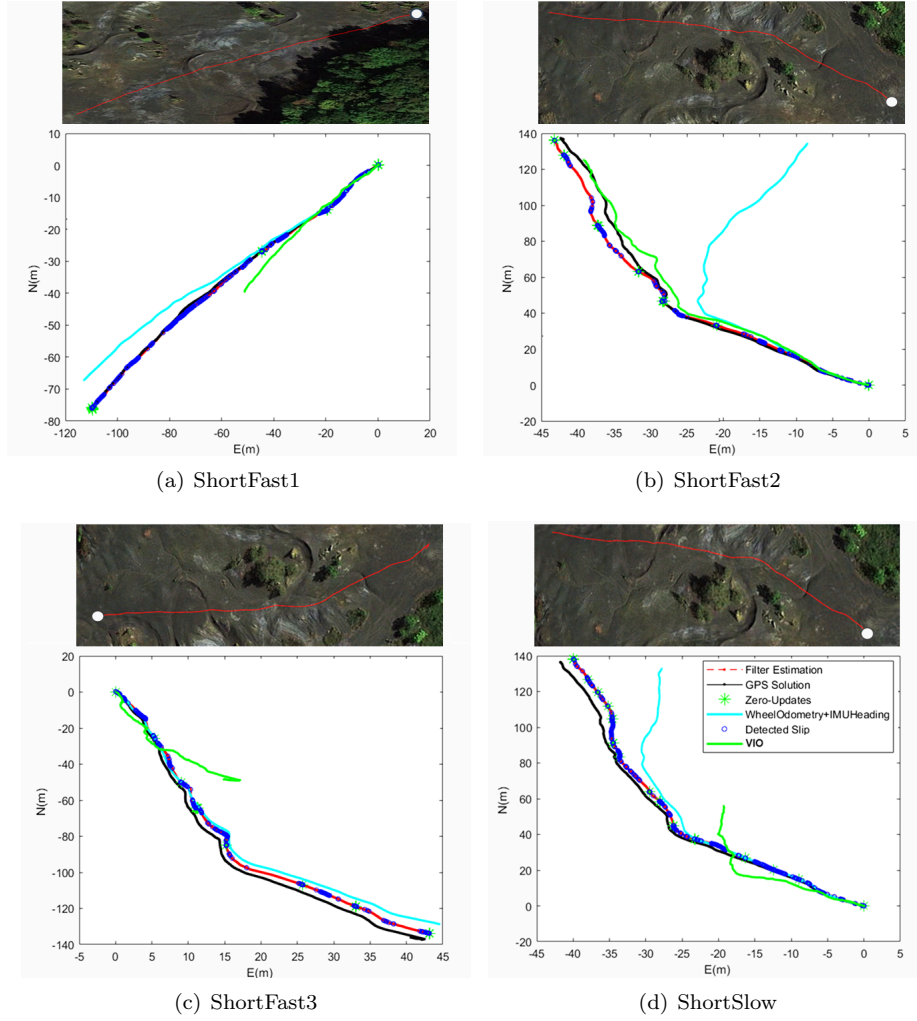 10
0
-10
-20
-30
-40
-50
-60
-70
-80
N(m)
-120 -100 -80 -60 -40 -20 0 20
E(m)
(a) ShortFast1
140
120
100
80
60
40
20
0
-20
N(m)
-45 -40 -35 -30 -25 -20 -15 -10 -5 0 5
E(m)
(b) ShortFast2
20
0
-20
-40
-60
-80
-100
-120
-140
N(m)
-5 0 5 10 15 20 25 30 35 40 45
E(m)
(c) ShortFast3
140
120
100
80
60
40
20
0
-20
N(m)
Filter Estimation
GPS Solution
Zero-Updates
WheelOdometry+IMUHeading
Detected Slip
VIO
-45 -40 -35 -30 -25 -20 -15 -10 -5 0 5
E(m)
(d) ShortSlow